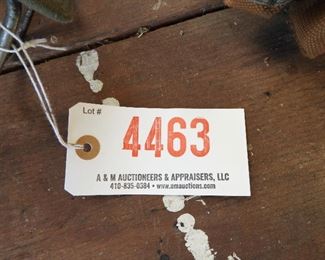 Lot #
4463
A & M AUCTIONEERS & APPRAISERS, LLC
410-835-0384 • www.amauctions.com